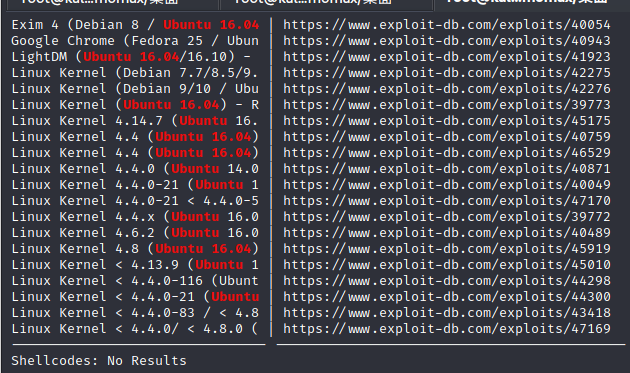 Exim 4 (Debian 8 / Ubuntu 16.04 | https://www.exploit-db.com/exploits/40054
Google Chrome (Fedora 25 / Ubun | https://www.exploit-db.com/exploits/40943
LightDM (Ubuntu 16.04/16.10) - | https://www.exploit-db.com/exploits/41923
Linux Kernel (Debian 7.7/8.5/9. | https://www.exploit-db.com/exploits/42275
Linux Kernel (Debian 9/10 / Ubu | https://www.exploit-db.com/exploits/42276
Linux Kernel (Ubuntu 16.04) - R | https://www.exploit-db.com/exploits/39773
Linux Kernel 4.14.7 (Ubuntu 16. | https://www.exploit-db.com/exploits/45175
Linux Kernel 4.4 (Ubuntu 16.04) | https://www.exploit-db.com/exploits/40759
Linux Kernel 4.4 (Ubuntu 16.04) | https://www.exploit-db.com/exploits/46529
Linux Kernel 4.4.0 (Ubuntu 14.0 | https://www.exploit-db.com/exploits/40871
Linux Kernel 4.4.0-21 (Ubuntu 1 | https://www.exploit-db.com/exploits/40049
Linux Kernel 4.4.0-21 < 4.4.0-5 | https://www.exploit-db.com/exploits/47170
Linux Kernel 4.4.x (Ubuntu 16.0 | https://www.exploit-db.com/exploits/39772
Linux Kernel 4.6.2 (Ubuntu 16.0 | https://www.exploit-db.com/exploits/40489
Linux Kernel 4.8 (Ubuntu 16.04) | https://www.exploit-db.com/exploits/45919
Linux Kernel < 4.13.9 (Ubuntu 1 | https://www.exploit-db.com/exploits/45010
Linux Kernel < 4.4.0-116 (Ubunt | https://www.exploit-db.com/exploits/44298
Linux Kernel < 4.4.0-21 (Ubuntu | https://www.exploit-db.com/exploits/44300
Linux Kernel < 4.4.0-83 / < 4.8 | https://www.exploit-db.com/exploits/43418
Linux Kernel < 4.4.0/ < 4.8.0 ( | https://www.exploit-db.com/exploits/47169
Shellcodes: No Results